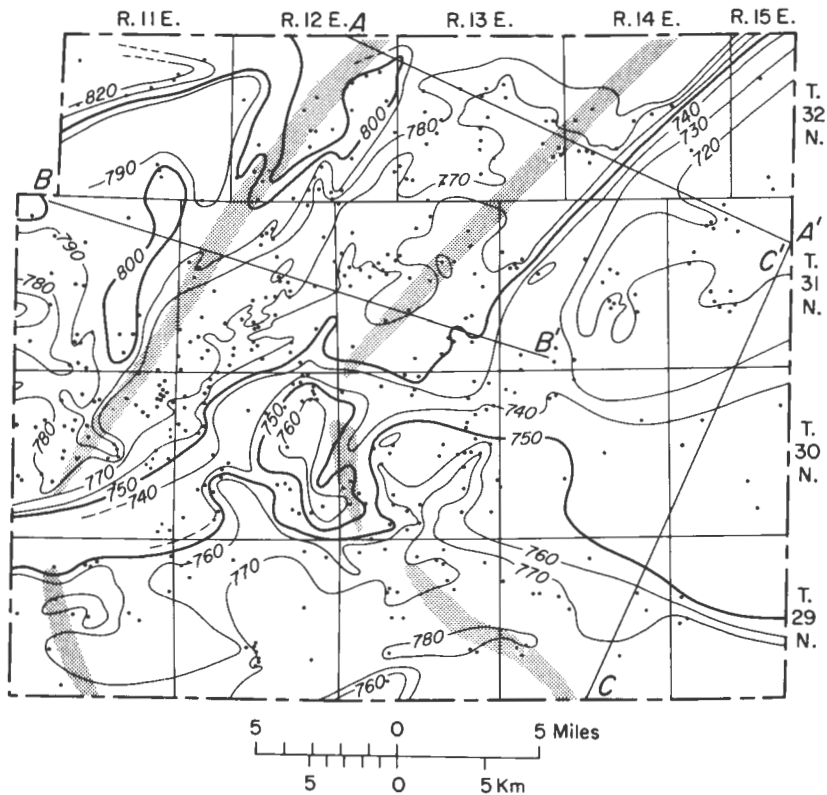 R. 11 E. R. 12 E. A R. 13 E. R. 14 E. R. 15 E.
820
800
780
740
730
720
T. 32 N.
790
770
B
A'
790
800
C'
T. 31 N.
780
B'
740
750
750
760
780
T. 30 N.
770
750
740
760
760
770
770
T. 29 N.
780
760
C
5 0 5 Miles
5 0 5 Km